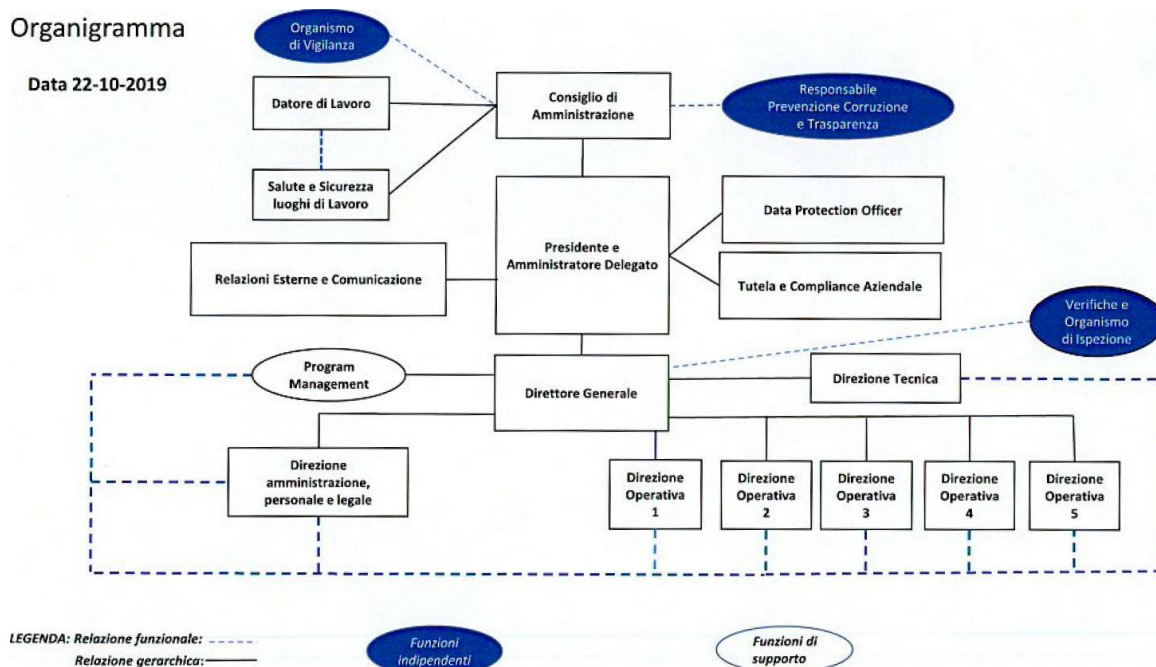 Organigramma
Data 22-10-2019
Organismo
di Vigilanza
Datore di Lavoro
Consiglio di
Amministrazione
Responsabile
Prevenzione Corruzione
e Trasparenza
Salute e Sicurezza
luoghi di Lavoro
Data Protection Officer
Presidente e
Amministratore Delegato
Relazioni Esterne e Comunicazione
Tutela e Compliance Aziendale
Verifiche e
Organismo
di Ispezione
Program
Management
Direttore Generale
Direzione Tecnica
Direzione
amministrazione,
personale e legale
Direzione
Operativa
1
Direzione
Operativa
2
Direzione
Operativa
3
Direzione
Operativa
4
Direzione
Operativa
5
LEGENDA: Relazione funzionale:
Relazione gerarchica:
Funzioni
indipendenti
Funzioni di
supporto